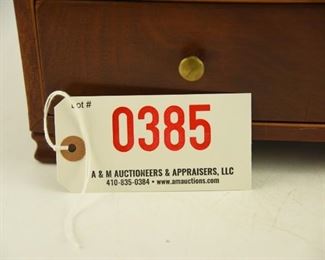 Lot #
0385
A & M AUCTIONEERS & APPRAISERS, LLC
410-835-0384 • www.amauctions.com